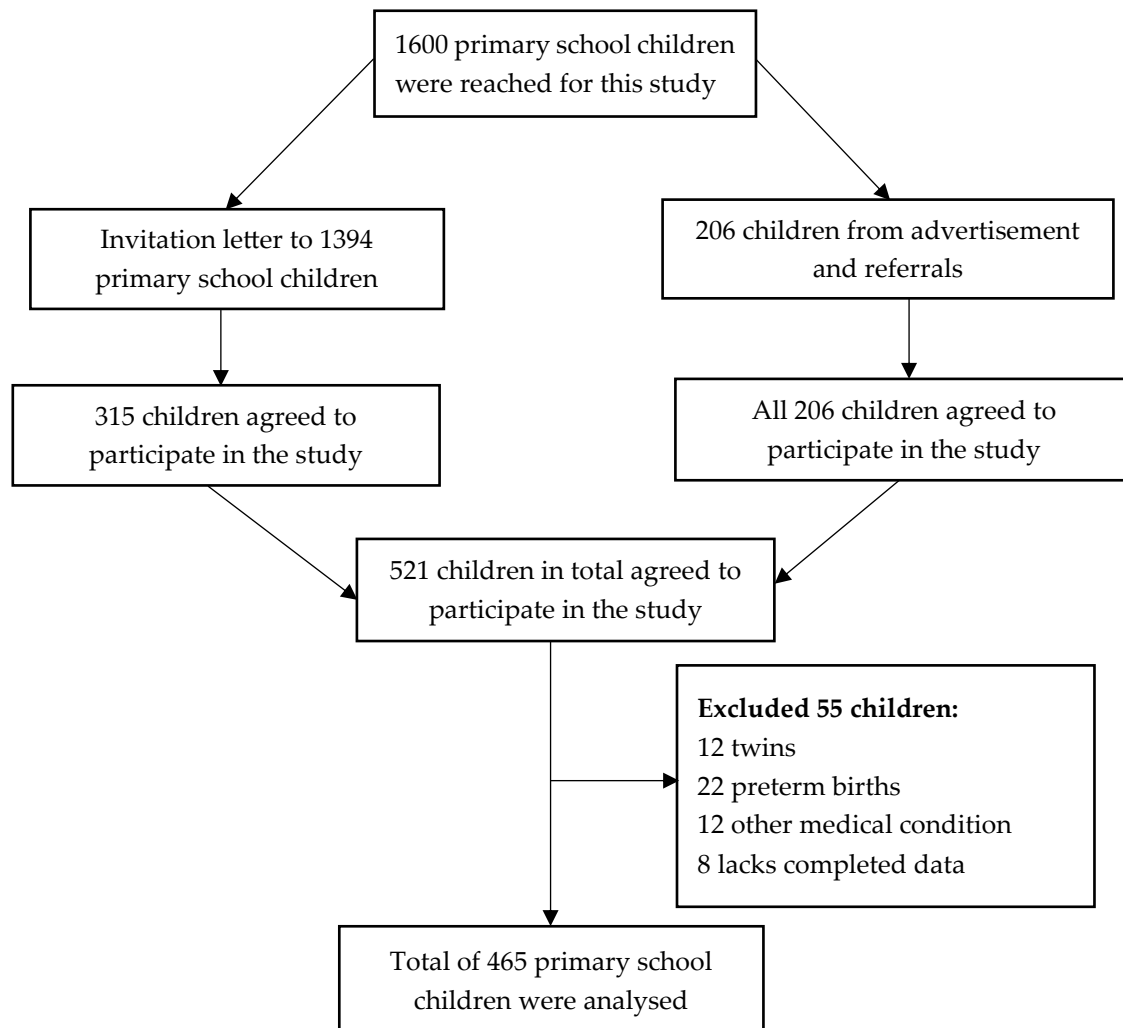 1600 primary school children
were reached for this study
Invitation letter to 1394
primary school children
206 children from advertisement
and referrals
315 children agreed to
participate in the study
All 206 children agreed to
participate in the study
521 children in total agreed to
participate in the study
Excluded 55 children:
12 twins
22 preterm births
12 other medical condition
8 lacks completed data
Total of 465 primary school
children were analysed